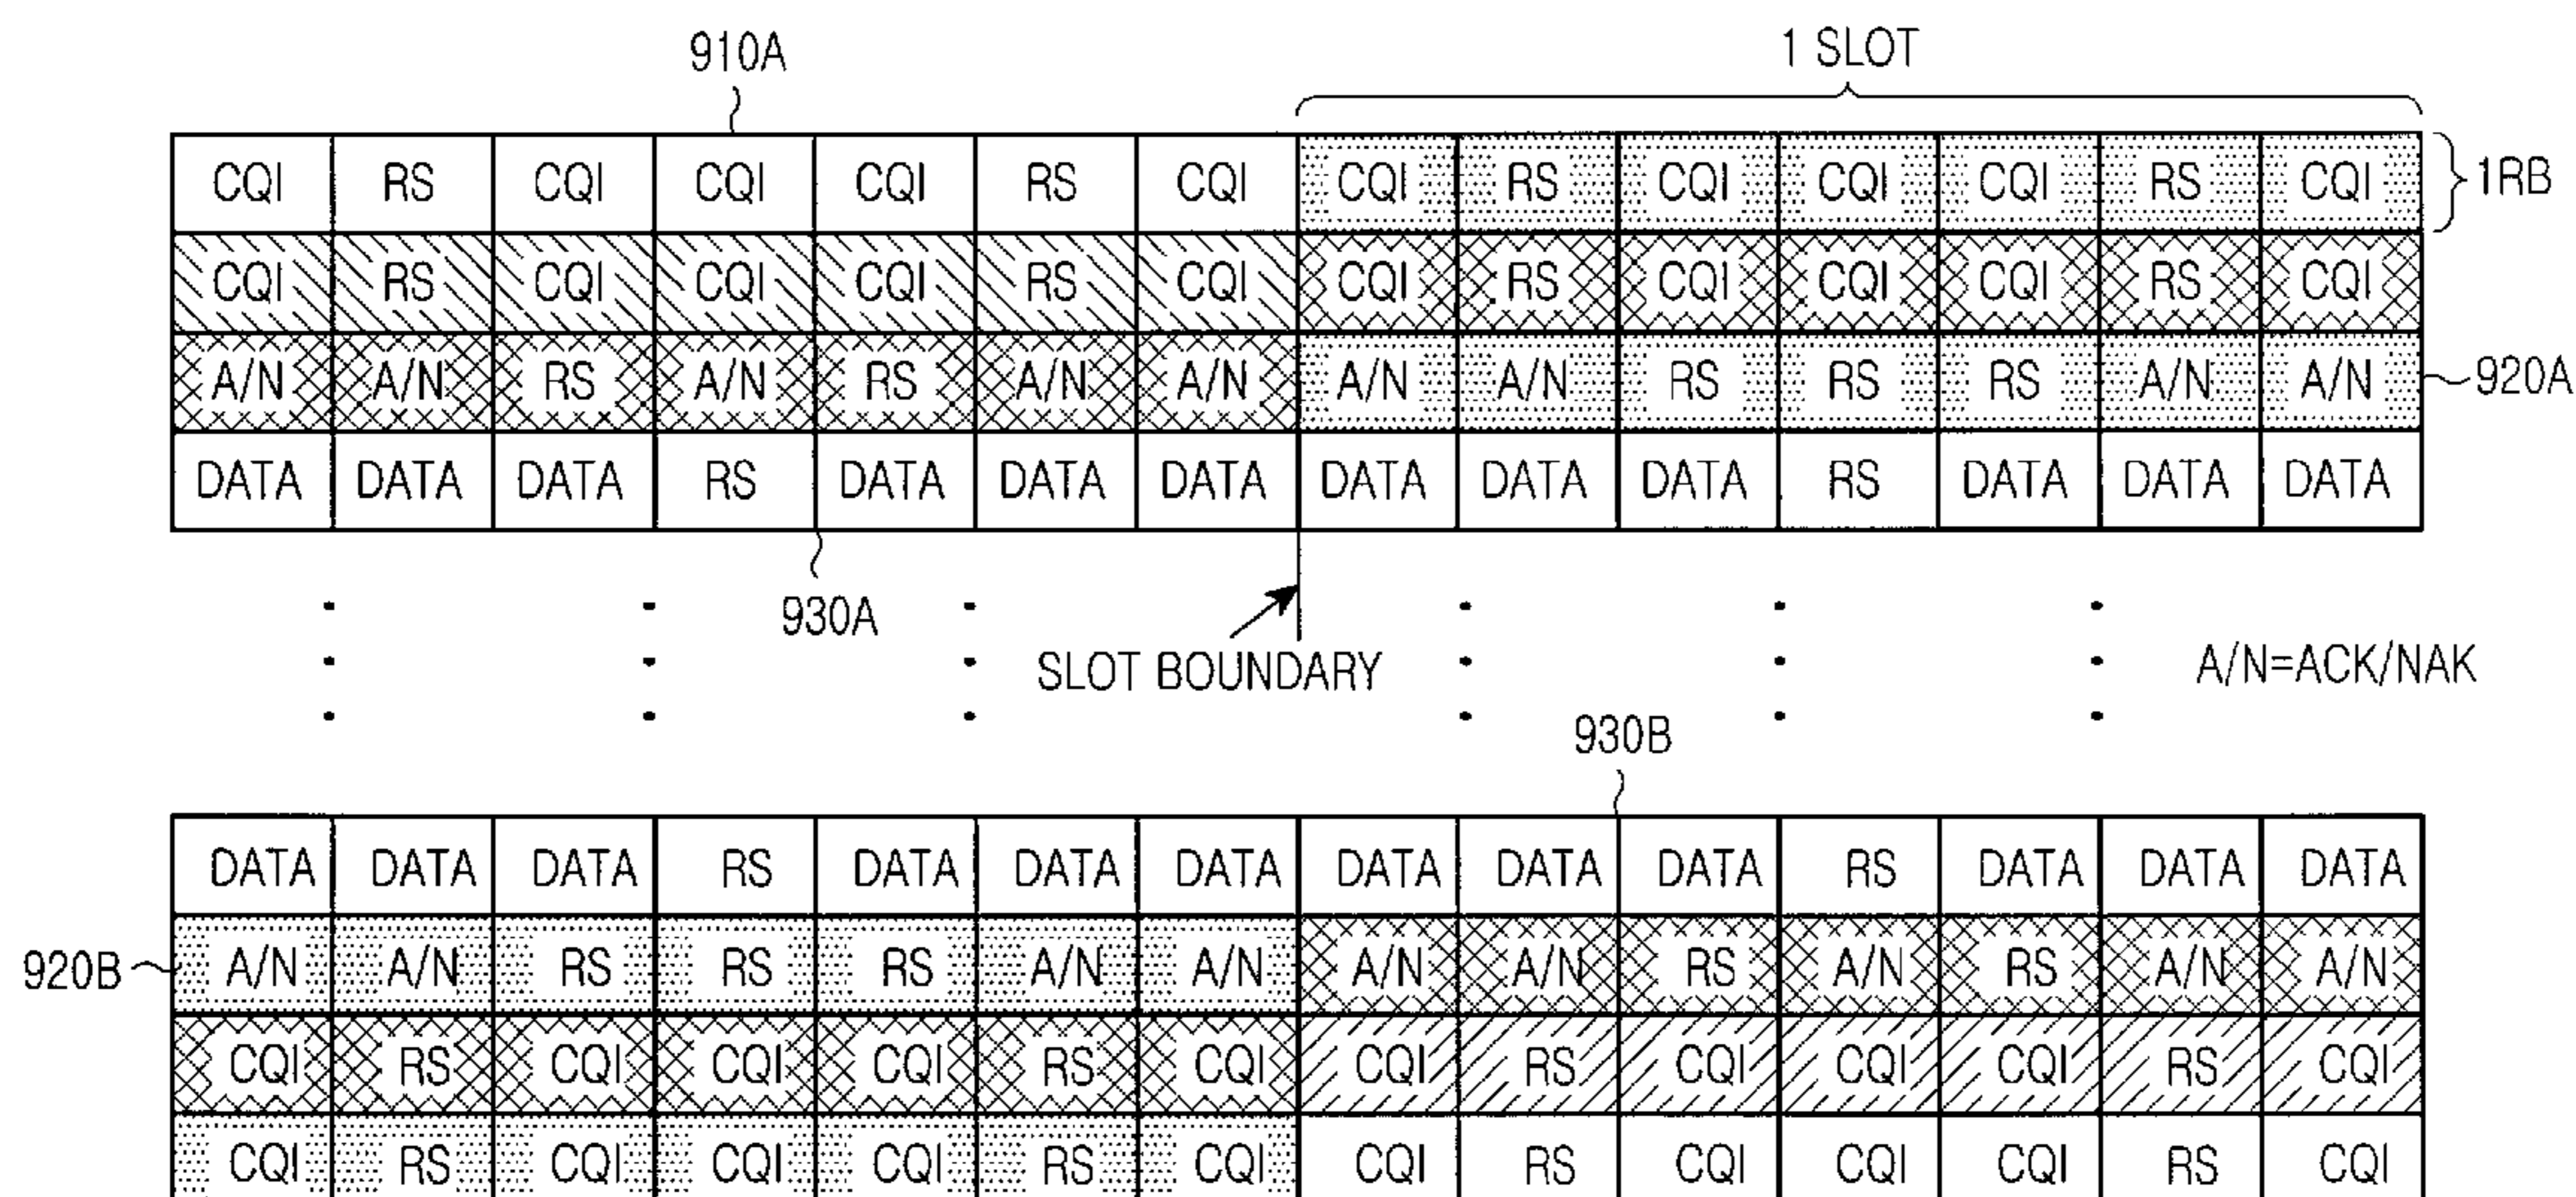 910A
1 SLOT
CQI RS CQI CQI CQI RS CQI CQI RS CQI CQI CQI RS CQI 1RB
CQI RS CQI CQI CQI RS CQI CQI RS CQI CQI CQI RS CQI
A/N A/N RS A/N RS A/N A/N A/N A/N RS RS RS A/N A/N 920A
DATA DATA DATA RS DATA DATA DATA DATA DATA DATA RS DATA DATA DATA
930A
SLOT BOUNDARY
A/N=ACK/NAK
930B
DATA DATA DATA RS DATA DATA DATA DATA DATA DATA RS DATA DATA DATA
920B A/N A/N RS RS RS A/N A/N A/N A/N RS A/N RS A/N A/N
CQI RS CQI CQI CQI RS CQI CQI RS CQI CQI CQI RS CQI
CQI RS CQI CQI CQI RS CQI CQI RS CQI CQI CQI RS CQI